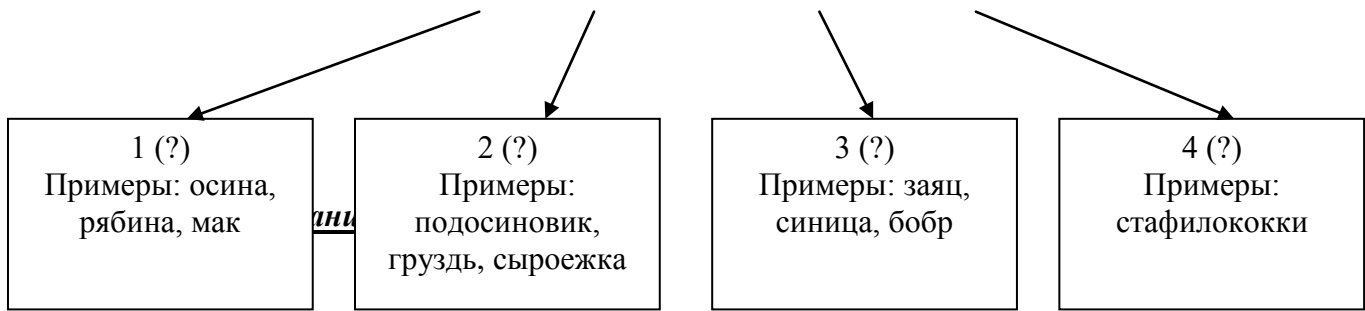 1 (?)
Примеры: осина,
рябина, мак
2 (?)
Примеры:
подосиновик,
груздь, сыроежка
3 (?)
Примеры: заяц,
синица, бобр
4 (?)
Примеры:
стафилококки